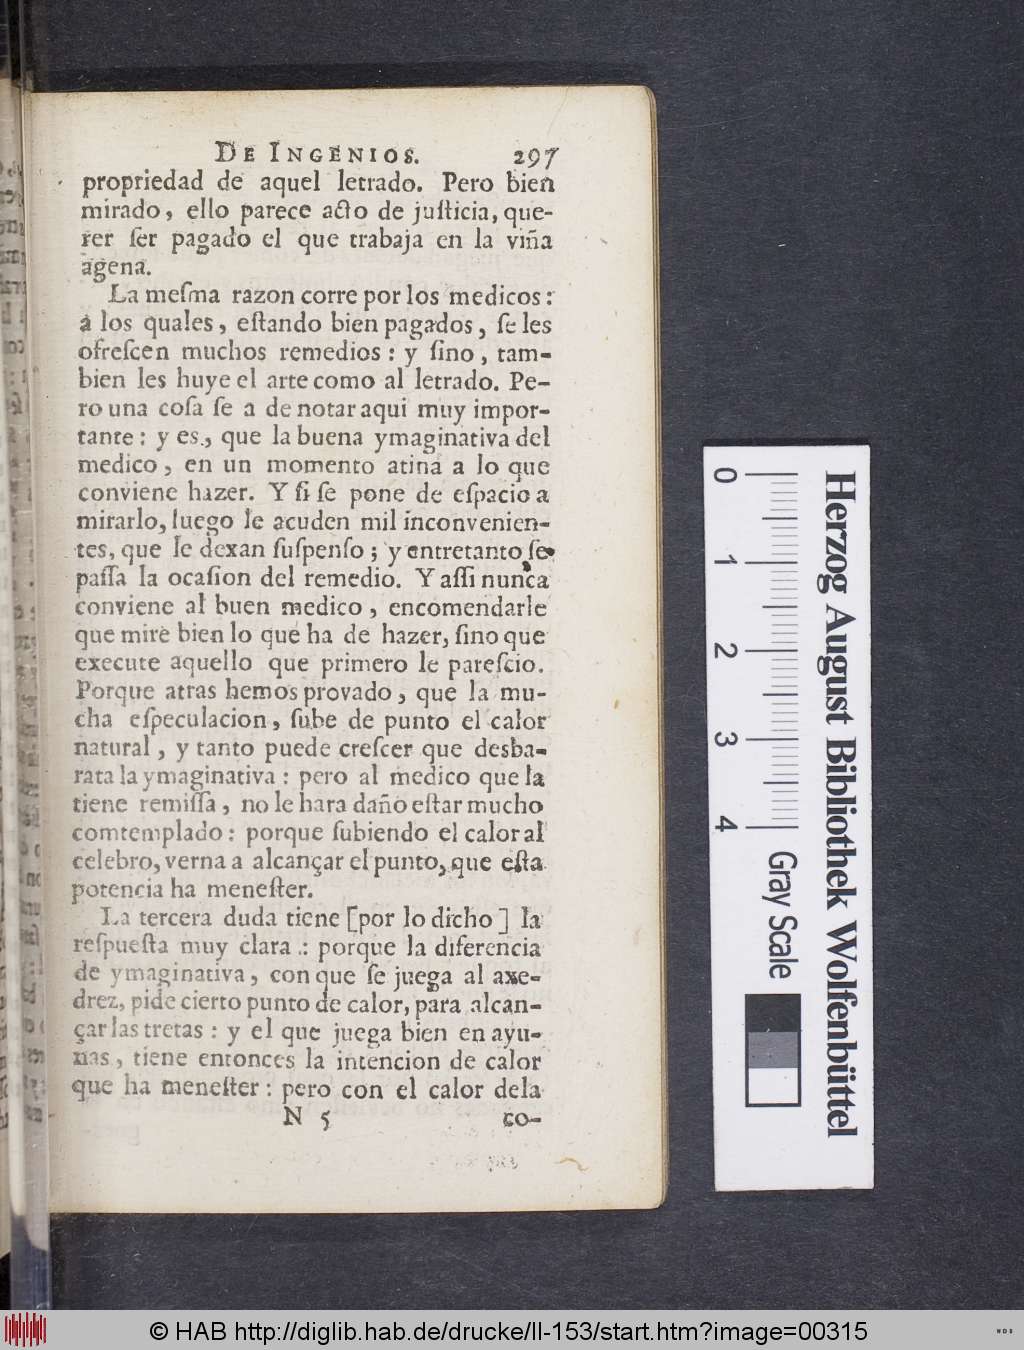 DE INGENIOS. 297
propriedad de aquel letrado. Pero bien
mirado, ello parece acto de juſticia, que-
rer ſer pagado el que trabaja en la viña
agena.
La meſma razon corre por los medicos:
á los quales, eſtando bien pagados, ſe les
ofreſcen muchos remedios: y ſino, tam-
bien les huye el arte como al letrado. Pe-
ro una coſa ſe a de notar aqui muy impor-
tante: y es, que la buena ymaginativa del
medico, en un momento atina a lo que
conviene hazer. Y ſi ſe pone de eſpacio a
mirarlo, luego le acuden mil inconvenien-
tes, que le dexan ſuſpenſo; y entretanto ſe
paſſa la ocaſion del remedio. Y aſſi nunca
conviene al buen medico, encomendarle
que mire bien lo que ha de hazer, ſino que
execute aquello que primero le pareſcio.
Porque atras hemos provado, que la mu-
cha eſpeculacion, ſube de punto el calor
natural, y tanto puede creſcer que desba-
rata la ymaginativa: pero al medico que la
tiene remiſſa, no le hara daño eſtar mucho
comtemplado: porque ſubiendo el calor al
celebro, verna a alcançar el punto, que eſta
potencia ha meneſter.
La tercera duda tiene [por lo dicho] la
reſpueſta muy clara: porque la diferencia
de ymaginativa, con que ſe juega al axe-
drez, pide cierto punto de calor, para alcan-
çar las tretas: y el que juega bien en ayu-
nas, tiene entonces la intencion de calor
que ha meneſter: pero con el calor dela
N 5 co-
0 1 2 3 4 Gray Scale
Herzog August Bibliothek Wolfenbüttel
© HAB http://diglib.hab.de/drucke/ll-153/start.htm?image=00315